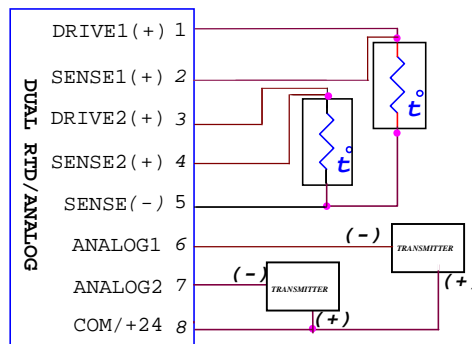 DRIVE1(+) 1
SENSE1(+) 2
DRIVE2(+) 3
SENSE2(+) 4
SENSE(-) 5
ANALOG1 6
ANALOG2 7
COM/+24 8
DUAL RTD/ANALOG
t°
t°
(-)
TRANSMITTER
(+)
(-)
TRANSMITTER
(+)